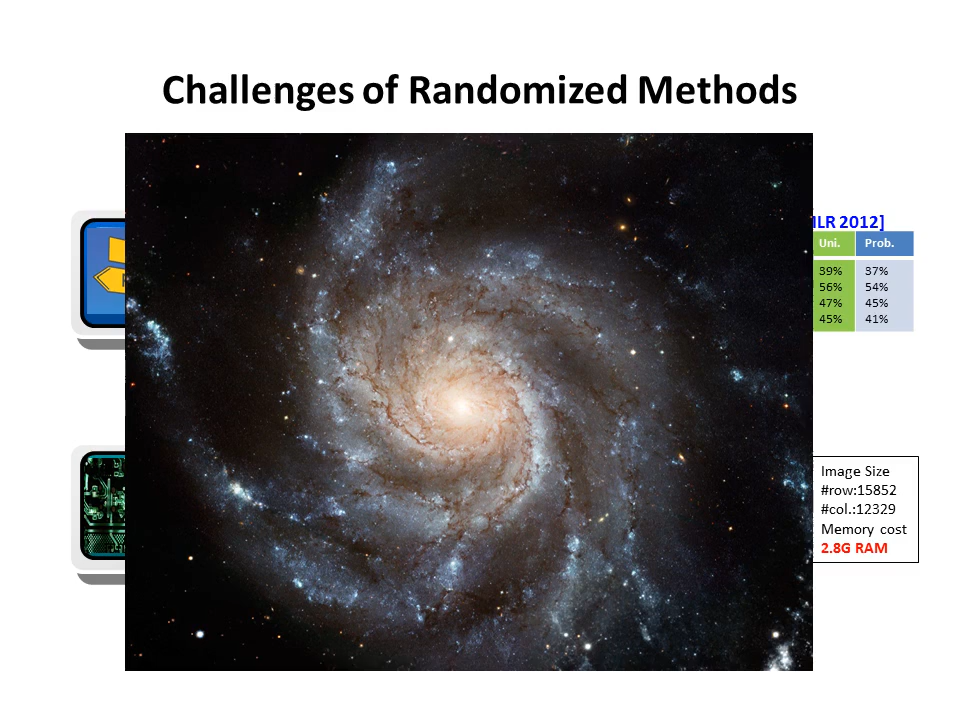 Challenges of Randomized Methods
2012]
Uni. Prob.
39% 37%
56% 54%
47% 45%
45% 41%
Image Size
#row:15852
#col.:12329
Memory cost
2.8G RAM